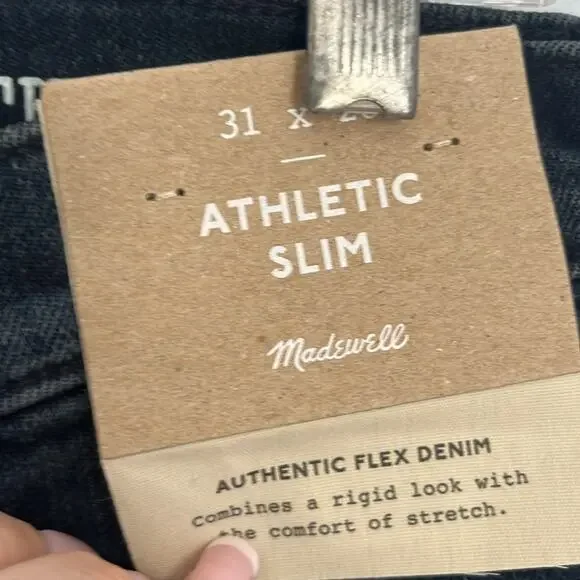 31 x
ATHLETIC
SLIM
Madewell
AUTHENTIC FLEX DENIM
combines a rigid look with
the comfort of stretch.